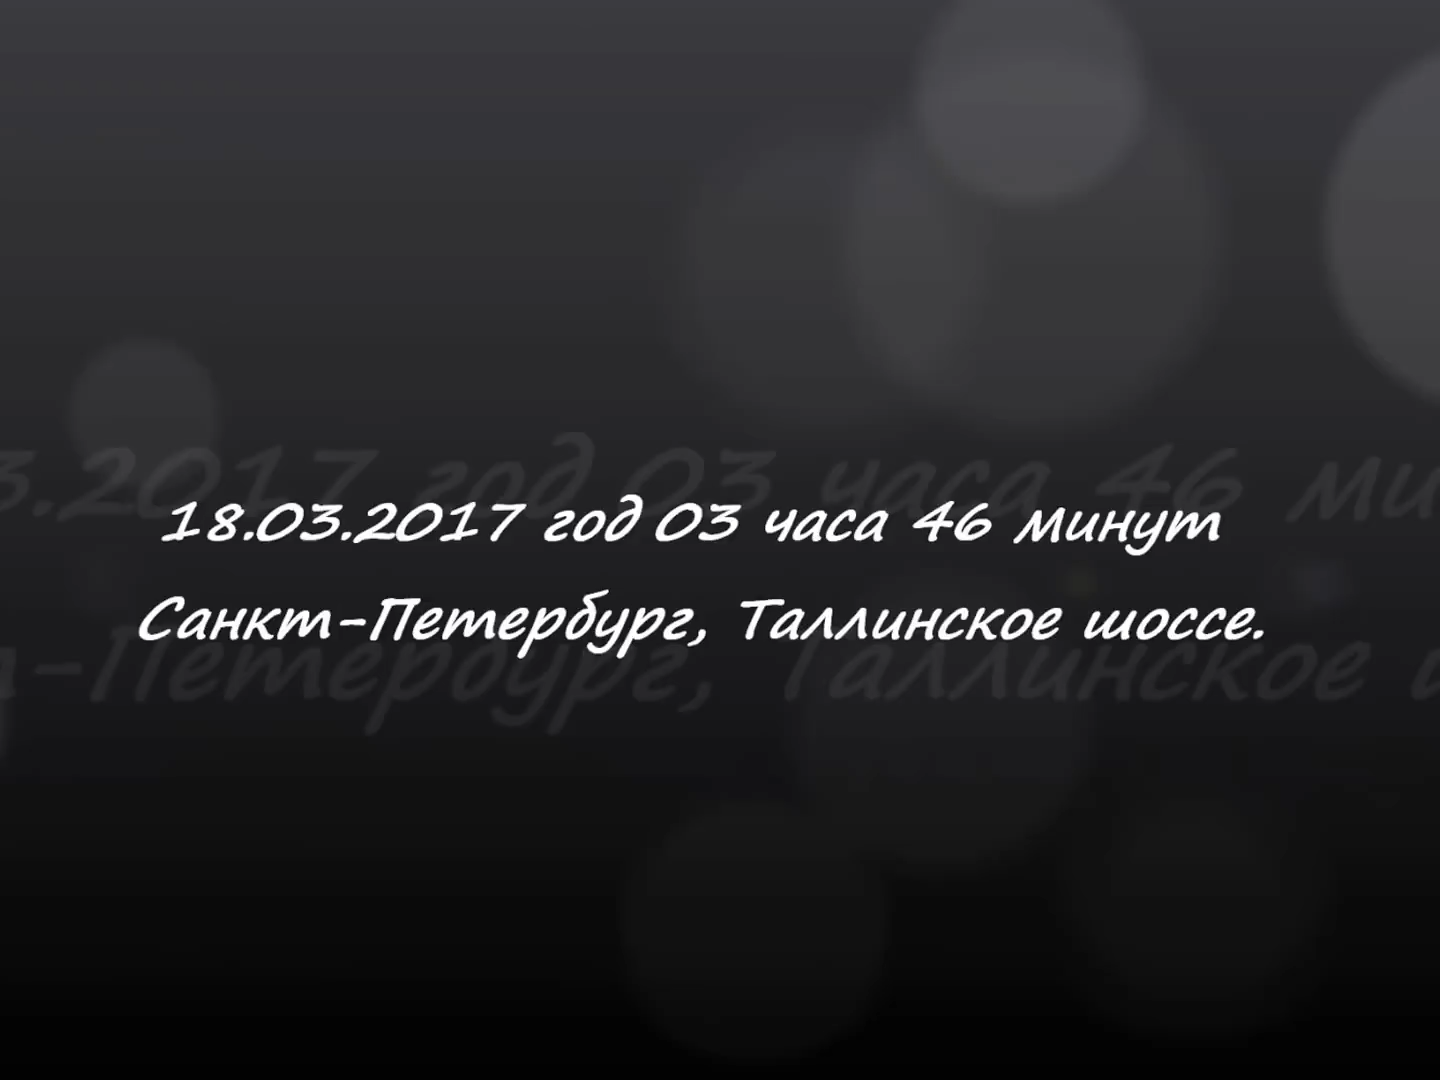 18.03.2017 год 03 часа 46 минут
Санкт-Петербург, Таллинское шоссе.